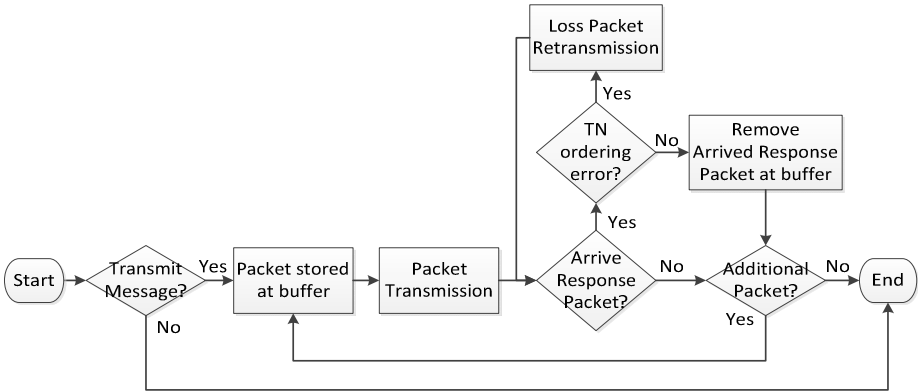 Loss Packet
Retransmission
Yes
TN
ordering
error?
No
Remove
Arrived Response
Packet at buffer
Yes
Start
Transmit
Message?
Yes
No
Packet stored
at buffer
Packet
Transmission
Arrive
Response
Packet?
No
Additional
Packet?
No
Yes
End